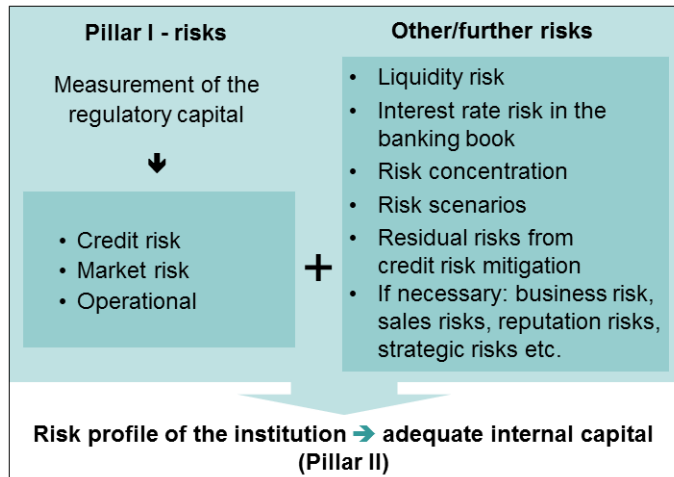 Pillar I - risks
Measurement of the
regulatory capital
🡻
• Credit risk
• Market risk
• Operational
+
Other/further risks
• Liquidity risk
• Interest rate risk in the
banking book
• Risk concentration
• Risk scenarios
• Residual risks from
credit risk mitigation
• If necessary: business risk,
sales risks, reputation risks,
strategic risks etc.
Risk profile of the institution ➔ adequate internal capital
(Pillar II)